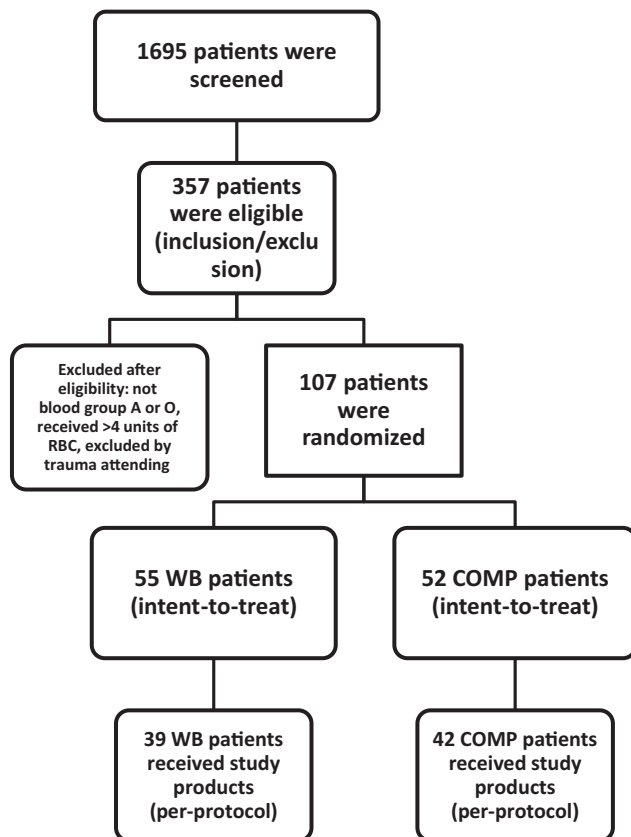 1695 patients were
screened
357 patients
were eligible
(inclusion/exclu
sion)
Excluded after
eligibility: not
blood group A or O,
received >4 units of
RBC, excluded by
trauma attending
107 patients
were
randomized
55 WB patients
(intent-to-treat)
52 COMP patients
(intent-to-treat)
39 WB patients
received study
products
(per-protocol)
42 COMP patients
received study
products
(per-protocol)